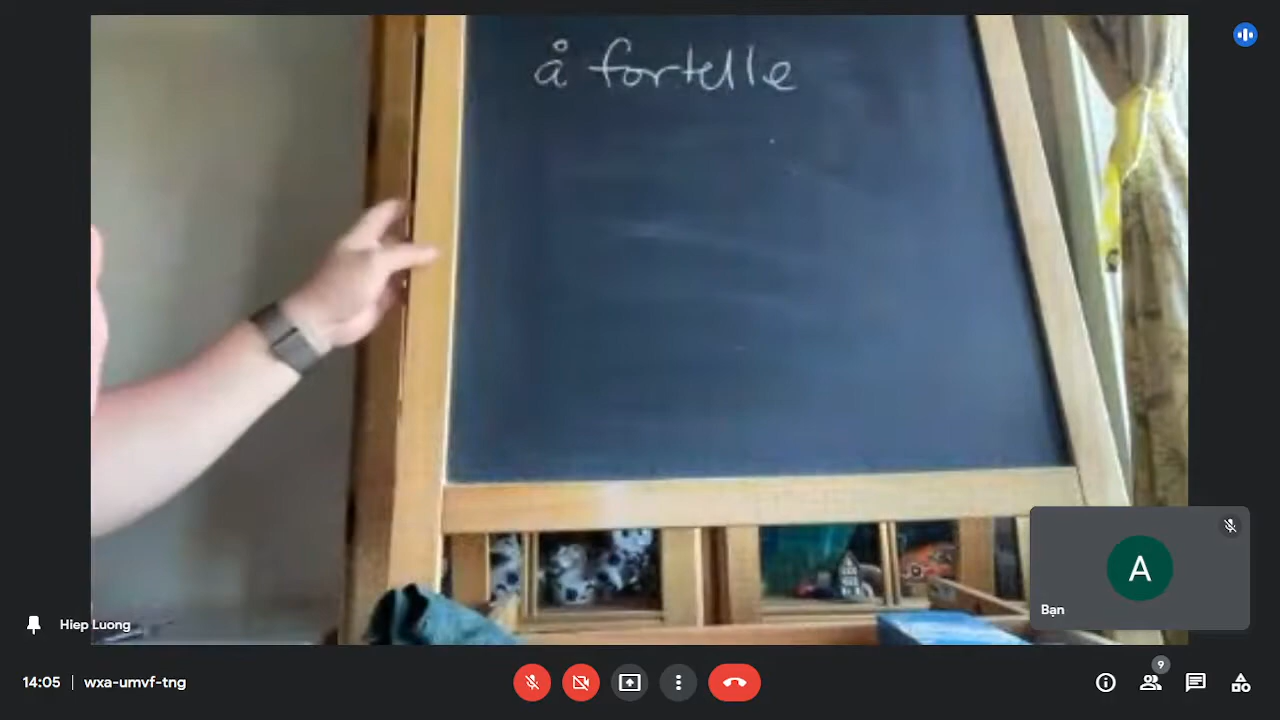 å fortelle
A
Bạn
Hiep Luong
14:05 | wxa-umvf-tng
9